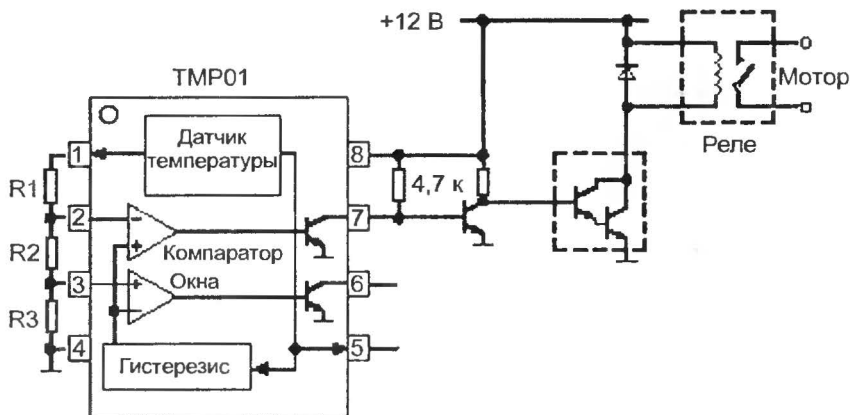 +12 В
TMP01
Мотор
Реле
Датчик
температуры
1
8
R1
4,7 к
2
7
Компаратор
R2
Окна
3
6
R3
4
5
Гистерезис